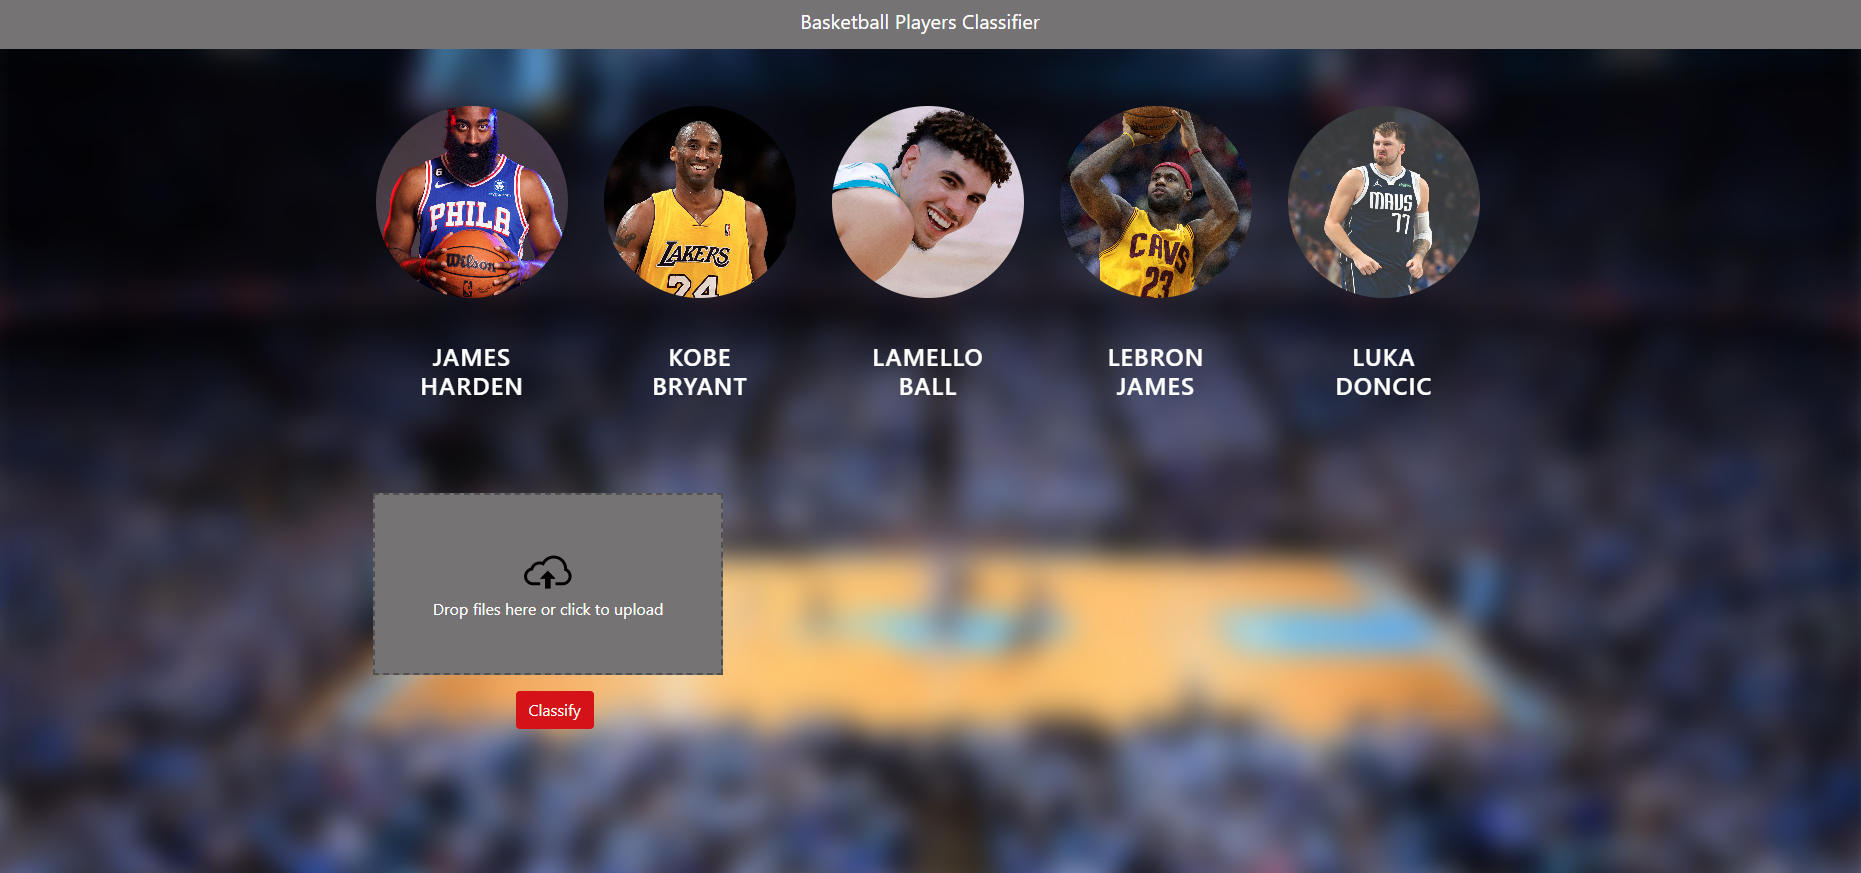 Basketball Players Classifier
6
PHILA
Wilson
LAKERS
24
CAVS
23
MAVS
77
JAMES
HARDEN
KOBE
BRYANT
LAMELLO
BALL
LEBRON
JAMES
LUKA
DONCIC
Drop files here or click to upload
Classify